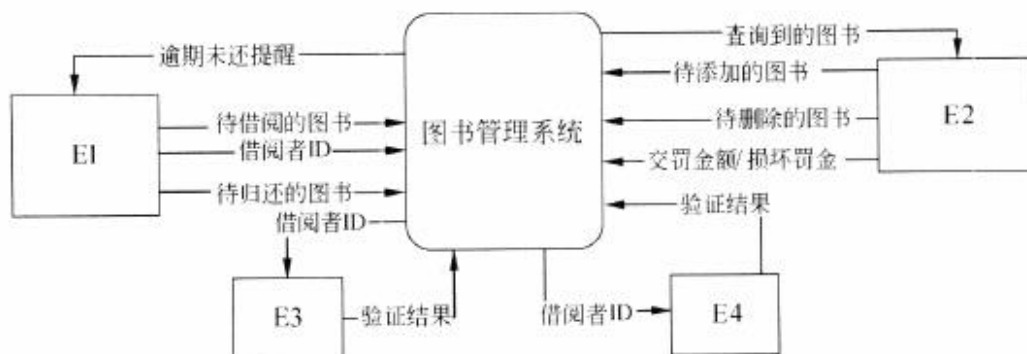 逾期未还提醒
查询到的图书
待添加的图书
E1
待借阅的图书
借阅者ID
待归还的图书
借阅者ID
图书管理系统
待删除的图书
E2
交罚金额/损坏罚金
验证结果
E3
验证结果
借阅者ID
E4